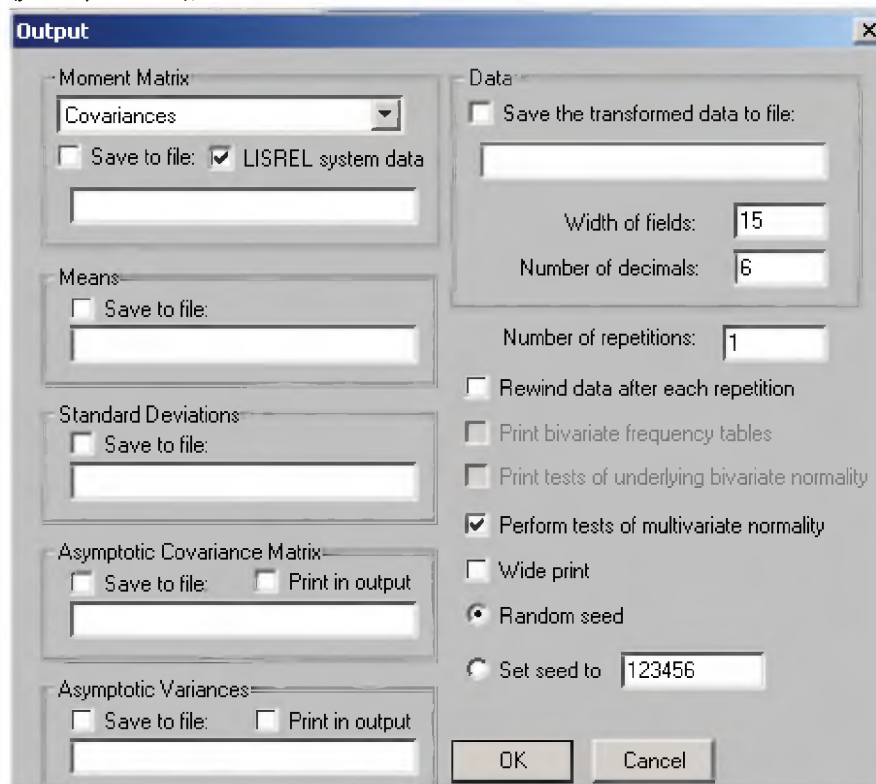 Output
Moment Matrix
Covariances
Save to file: LISREL system data
Means
Save to file:
Standard Deviations
Save to file:
Asymptotic Covariance Matrix
Save to file: Print in output
Asymptotic Variances
Save to file: Print in output
Data
Save the transformed data to file:
Width of fields: 15
Number of decimals: 6
Number of repetitions: 1
Rewind data after each repetition
Print bivariate frequency tables
Print tests of underlying bivariate normality
Perform tests of multivariate normality
Wide print
Random seed
Set seed to 123456
OK Cancel